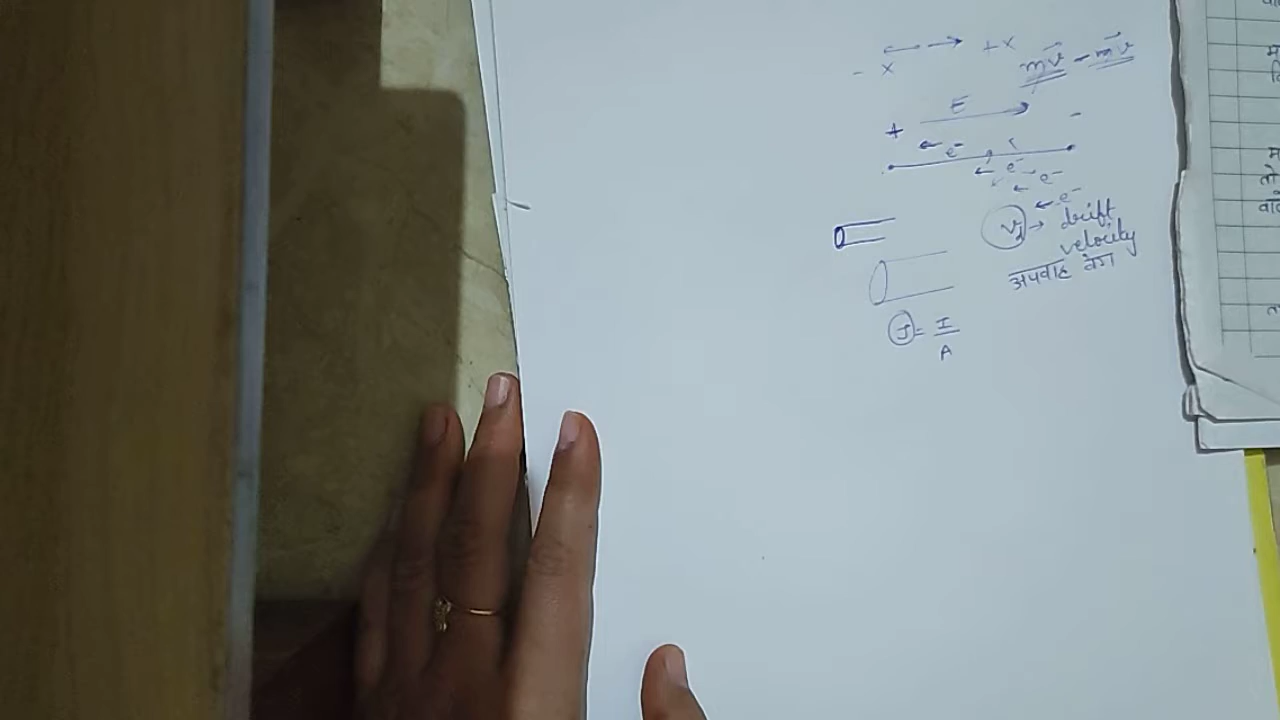 - x → +x
mv - mv
E
+ -
e⁻
e⁻
e⁻
e⁻
Vd → drift
velocity
अपवाह वेग
J = I/A